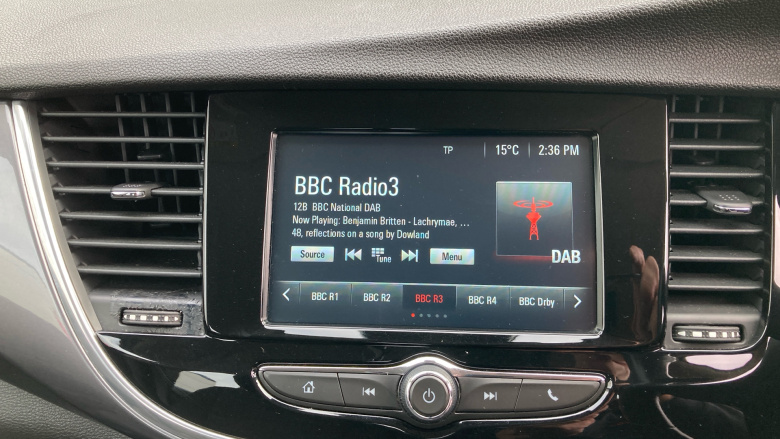 TP 15°C 2:36 PM
BBC Radio3
12B BBC National DAB
Now Playing: Benjamin Britten - Lachrymae, ...
48, reflections on a song by Dowland
DAB
Source Tune Menu
BBC R1 BBC R2 BBC R3 BBC R4 BBC Drby